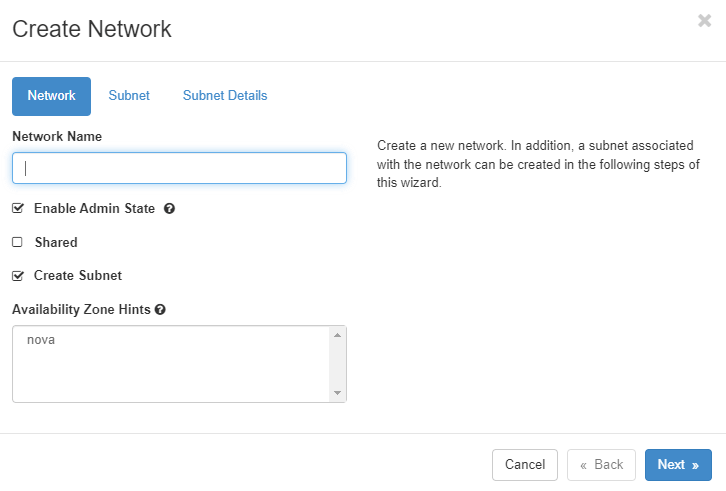 Create Network
Network
Subnet
Subnet Details
Network Name
Create a new network. In addition, a subnet associated
with the network can be created in the following steps of
this wizard.
Enable Admin State
Shared
Create Subnet
Availability Zone Hints
nova
Cancel
« Back
Next »